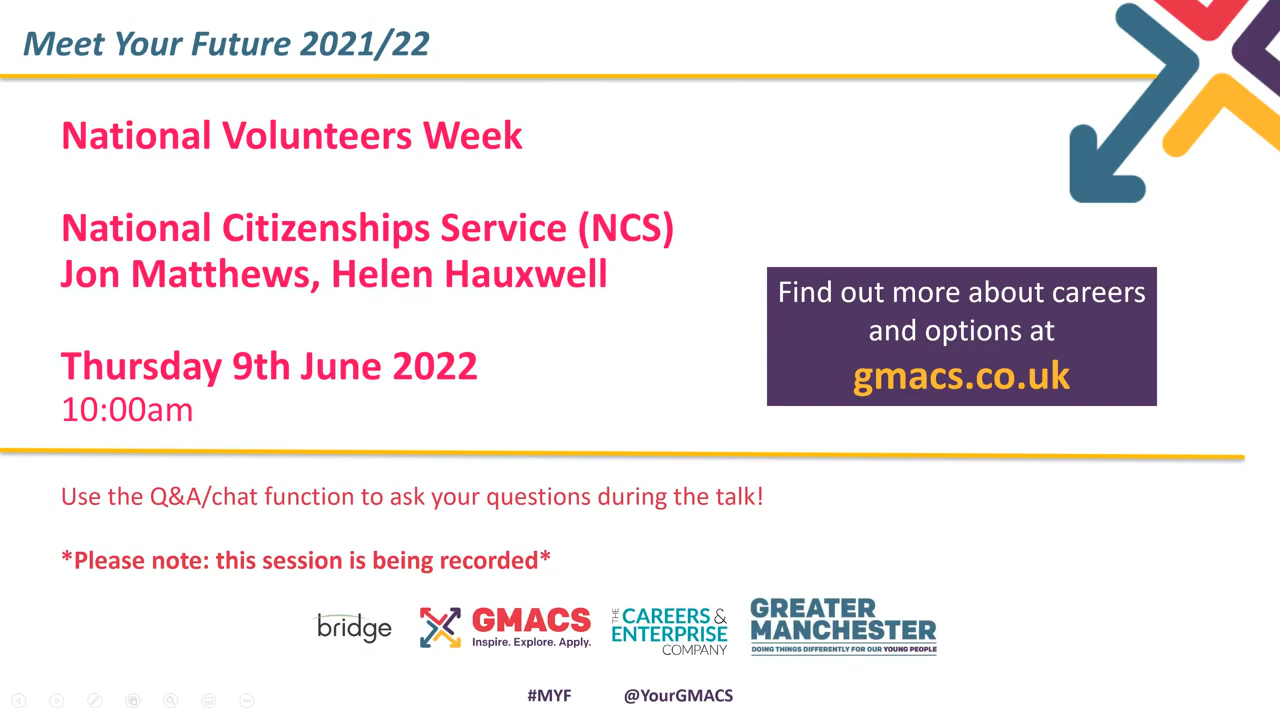 Meet Your Future 2021/22
National Volunteers Week
National Citizenships Service (NCS)
Jon Matthews, Helen Hauxwell
Thursday 9th June 2022
10:00am
Find out more about careers
and options at
gmacs.co.uk
Use the Q&A/chat function to ask your questions during the talk!
*Please note: this session is being recorded*
bridge
GMACS
Inspire. Explore. Apply.
THE
CAREERS &
ENTERPRISE
COMPANY
GREATER
MANCHESTER
DOING THINGS DIFFERENTLY FOR OUR YOUNG PEOPLE
#MYF @YourGMACS